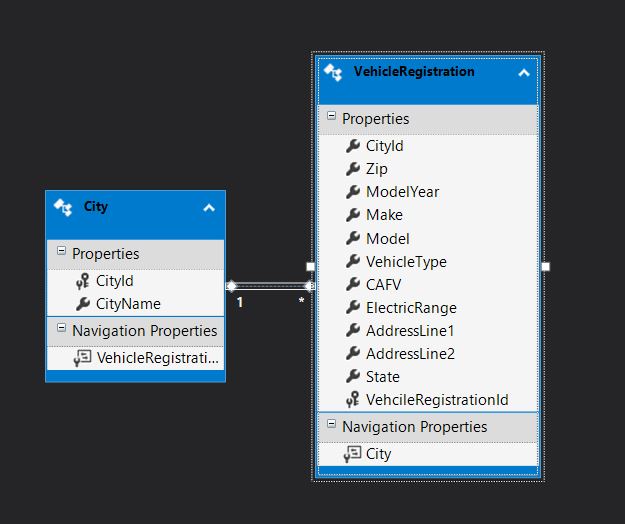 City
Properties
CityId
CityName
Navigation Properties
VehicleRegistrati...
1
*
VehicleRegistration
Properties
CityId
Zip
ModelYear
Make
Model
VehicleType
CAFV
ElectricRange
AddressLine1
AddressLine2
State
VehcileRegistrationId
Navigation Properties
City